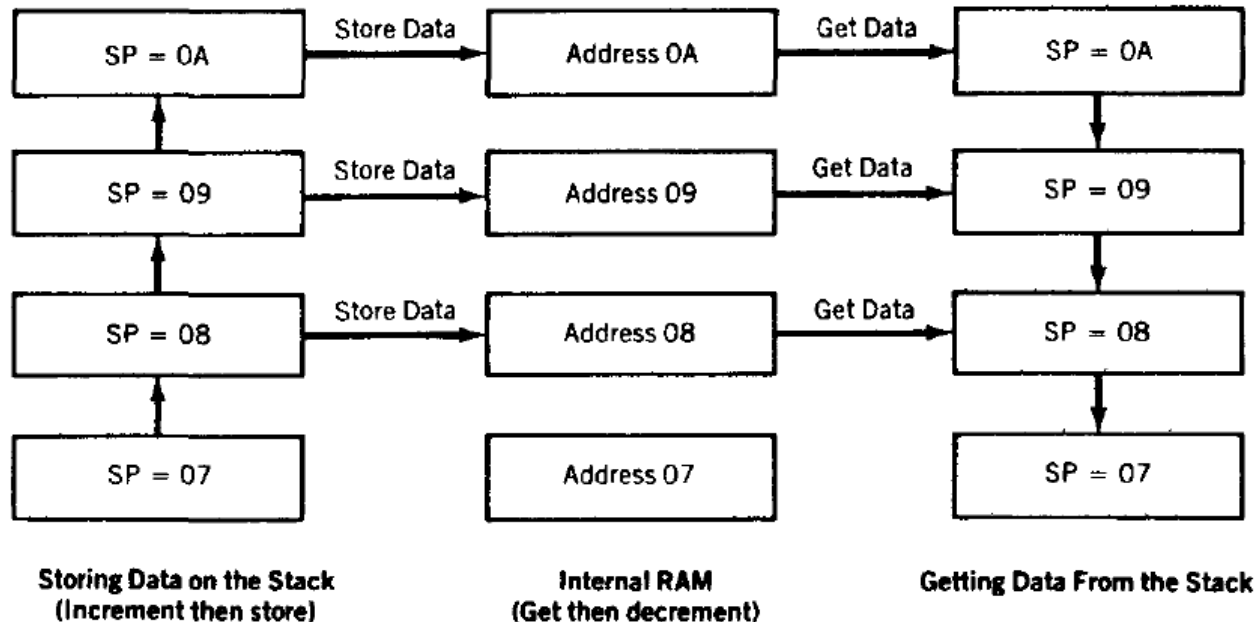 Store Data
Get Data
SP = 0A
Address 0A
SP = 0A
Store Data
Get Data
SP = 09
Address 09
SP = 09
Store Data
Get Data
SP = 08
Address 08
SP = 08
SP = 07
Address 07
SP = 07
Storing Data on the Stack
(Increment then store)
Internal RAM
(Get then decrement)
Getting Data From the Stack